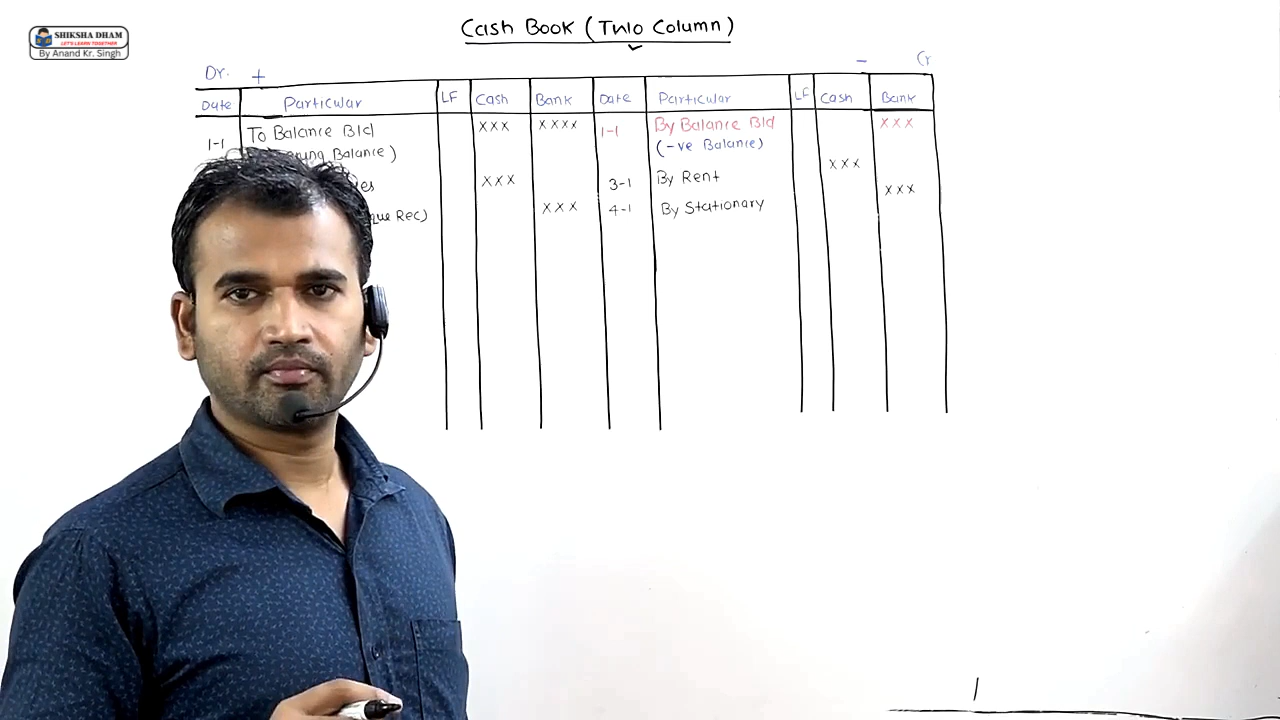 SHIKSHA DHAM
LET'S LEARN TOGETHER
By Anand Kr. Singh
Cash Book (Two Column)
Dr. + - Cr
Date Particular LF Cash Bank Date Particular LF Cash Bank
1-1 To Balance B/d xxx xxxx 1-1 By Balance B/d xxx
Balance) (-ve Balance)
xxx 3-1 By Rent xxx
Rec) xxx 4-1 By Stationary xxx